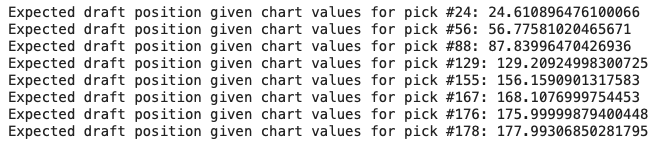 Expected draft position given chart values for pick #24: 24.610896476100066
Expected draft position given chart values for pick #56: 56.77581020465671
Expected draft position given chart values for pick #88: 87.83996470426936
Expected draft position given chart values for pick #129: 129.20924998300725
Expected draft position given chart values for pick #155: 156.1590901317583
Expected draft position given chart values for pick #167: 168.1076999754453
Expected draft position given chart values for pick #176: 175.99999879400448
Expected draft position given chart values for pick #178: 177.99306850281795